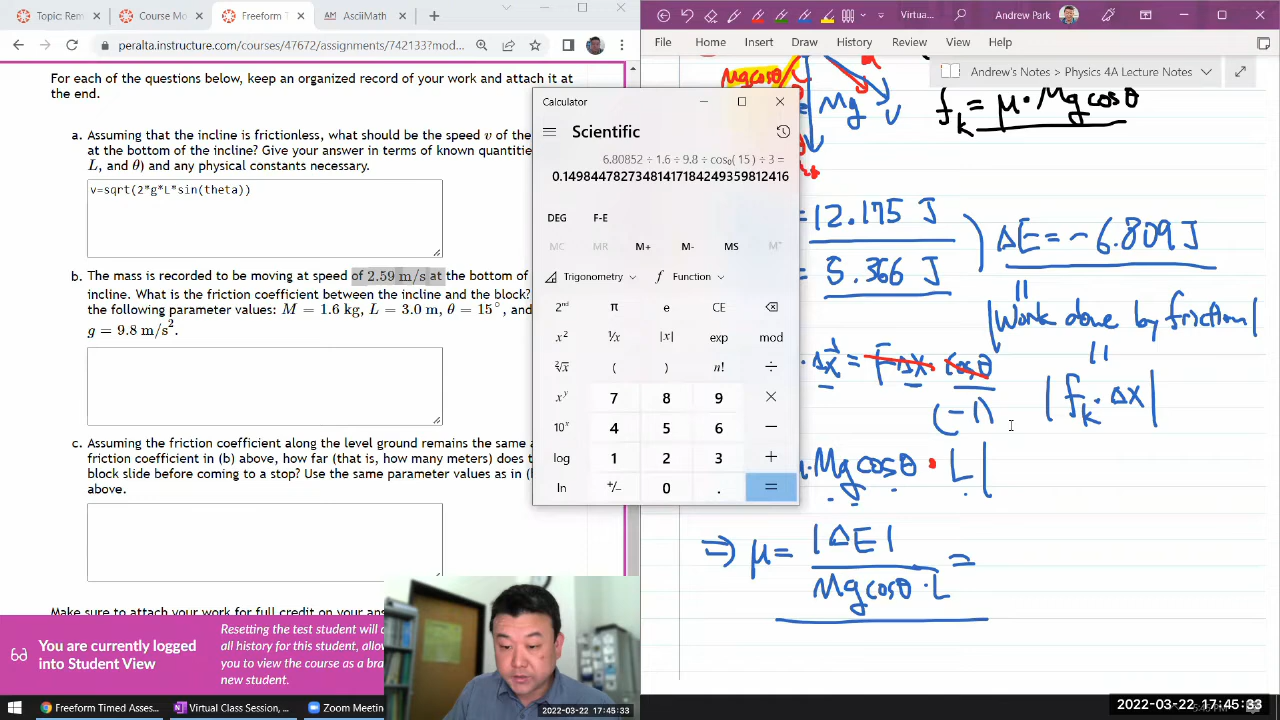 Topic: Rem
Course Mo
Freeform T
AsciiMath
peralta.instructure.com/courses/47672/assignments/742133?mod...
For each of the questions below, keep an organized record of your work and attach it at
the end.
a. Assuming that the incline is frictionless, what should be the speed v of the
at the bottom of the incline? Give your answer in terms of known quantitie
L, and θ) and any physical constants necessary.
v=sqrt(2*g*L*sin(theta))
b. The mass is recorded to be moving at speed of 2.59 m/s at the bottom of
incline. What is the friction coefficient between the incline and the block?
the following parameter values: M = 1.6 kg, L = 3.0 m, θ = 15°, and
g = 9.8 m/s².
c. Assuming the friction coefficient along the level ground remains the same a
friction coefficient in (b) above, how far (that is, how many meters) does t
block slide before coming to a stop? Use the same parameter values as in (
above.
Make sure to attach your work for full credit on your ans
You are currently logged
into Student View
Resetting the test student will c
all history for this student, allow
you to view the course as a bra
new student.
Freeform Timed Asses...
Virtual Class Session, ...
Zoom Meeting
2022-03-22 17:45:33
Calculator
Scientific
6.80852 ÷ 1.6 ÷ 9.8 ÷ cos₀( 15 ) ÷ 3 =
0.14984478273481417184249359812416
DEG
F-E
MC MR M+ M- MS M˅
Trigonometry
Function
2ⁿᵈ π e CE
x² ¹⁄x |x| exp mod
²√x ( ) n! ÷
xʸ 7 8 9 ×
10ˣ 4 5 6 −
log 1 2 3 +
ln +/− 0 . =
Virtua...
Andrew Park
File Home Insert Draw History Review View Help
Andrew's Notes > Physics 4A Lecture Notes
Mgcosθ
Mg
v
f_k = μ · Mg cosθ
= 12.175 J
= 5.366 J
ΔE = - 6.809 J
Work done by friction
· Δx = F Δx · cosθ
(-1)
| f_k · Δx |
· Mg cosθ · L |
⇒ μ = |ΔE| / Mg cosθ · L =
2022-03-22 17:45:33